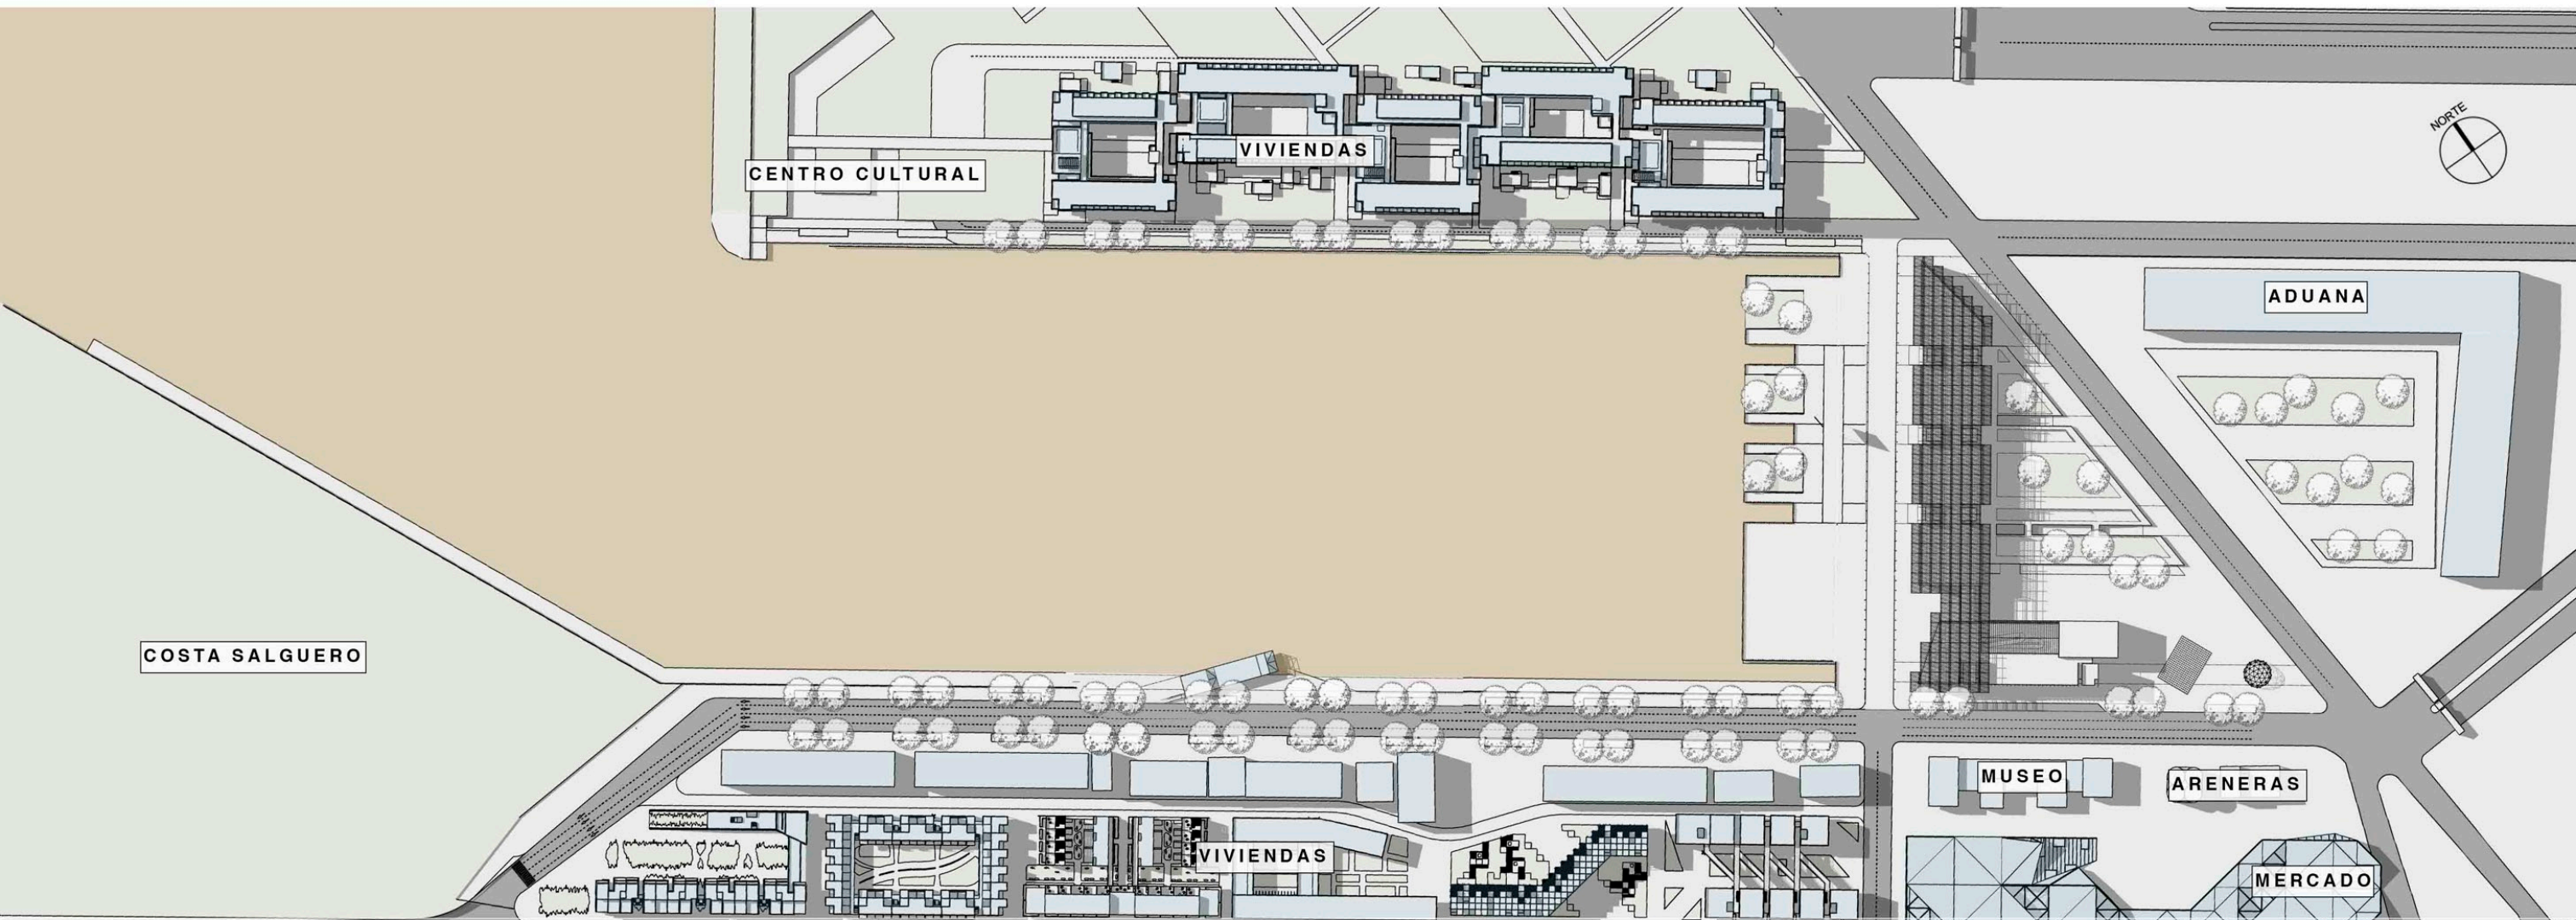 NORTE
VIVIENDAS
CENTRO CULTURAL
ADUANA
COSTA SALGUERO
MUSEO
ARENERAS
VIVIENDAS
MERCADO